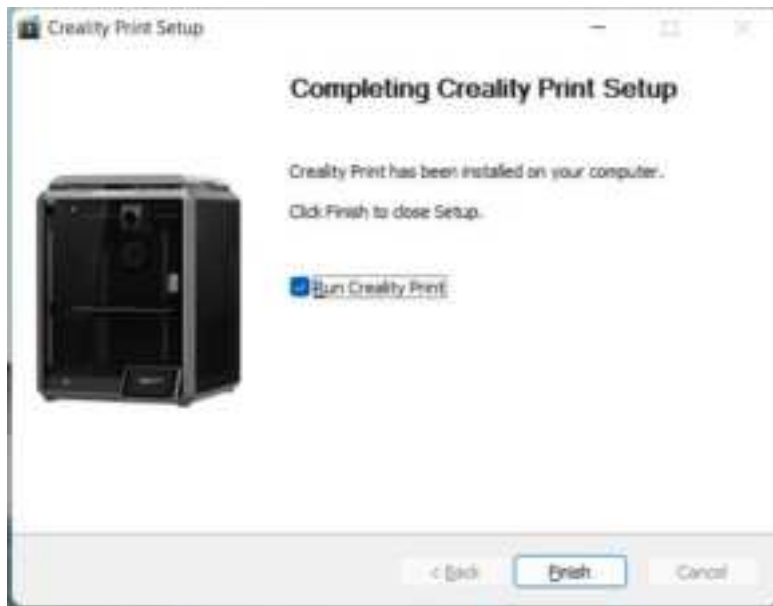 Creality Print Setup
Completing Creality Print Setup
Creality Print has been installed on your computer.
Click Finish to close Setup.
Run Creality Print
< Back
Finish
Cancel